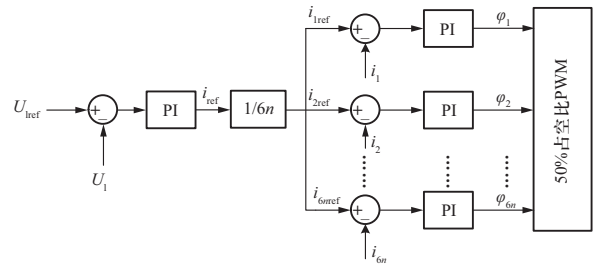 U1ref
+
−
U1
PI
iref
1/6n
i1ref
+
−
i1
PI
φ1
i2ref
+
−
i2
PI
φ2
i6nref
+
−
i6n
PI
φ6n
50%占空比PWM